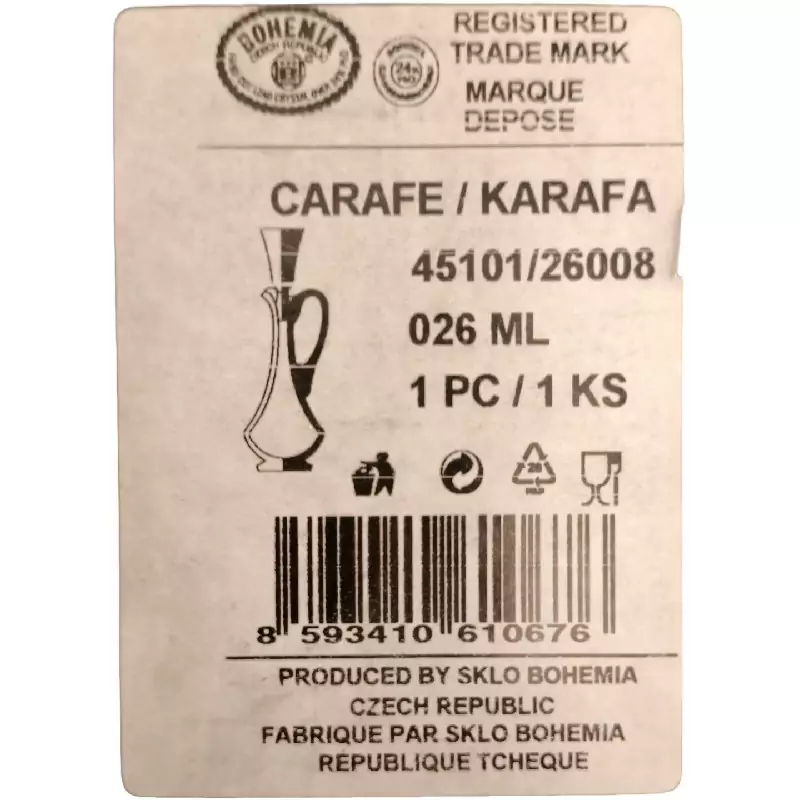 BOHEMIA
CZECH REPUBLIC
REGISTERED
TRADE MARK
MARQUE
DEPOSE
CARAFE / KARAFA
45101/26008
026 ML
1 PC / 1 KS
8 593410 610676
PRODUCED BY SKLO BOHEMIA
CZECH REPUBLIC
FABRIQUE PAR SKLO BOHEMIA
REPUBLIQUE TCHEQUE